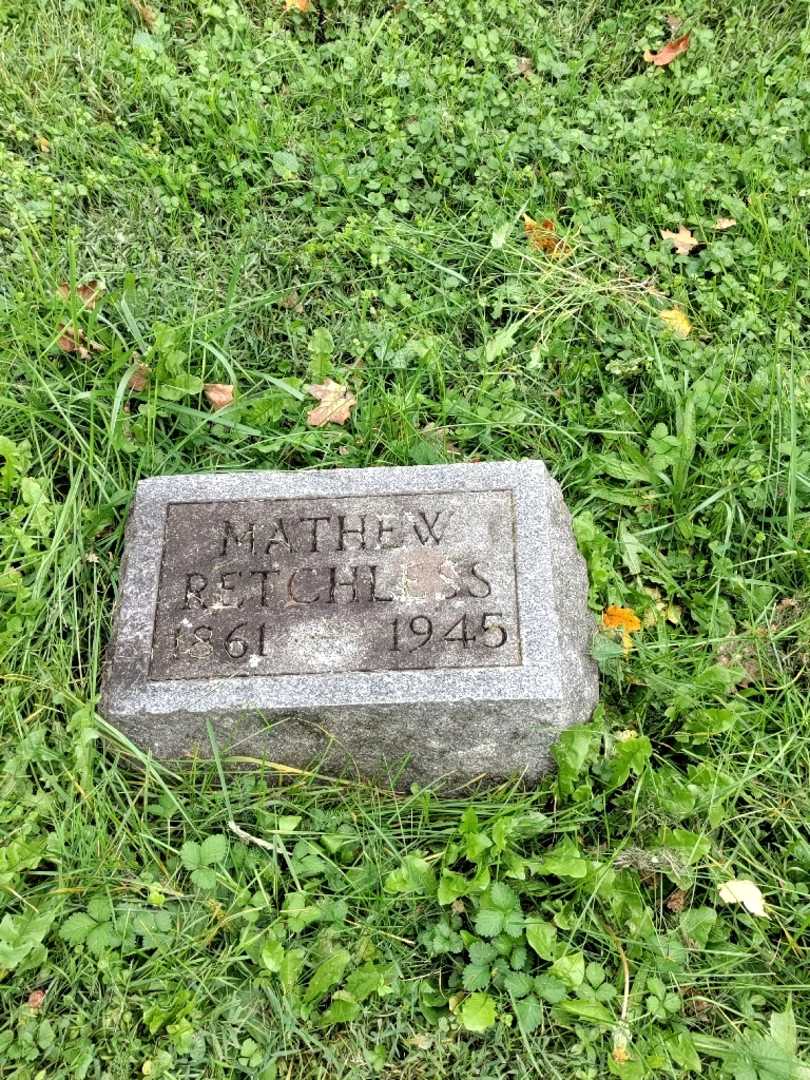 MATHEW
RETCHLESS
1861 — 1945